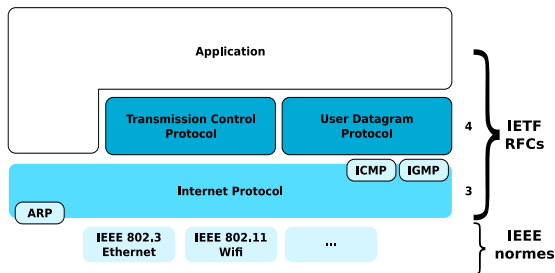 Application
Transmission Control
Protocol
User Datagram
Protocol
4
IETF
RFCs
ICMP
IGMP
Internet Protocol
3
ARP
IEEE 802.3
Ethernet
IEEE 802.11
Wifi
...
IEEE
normes